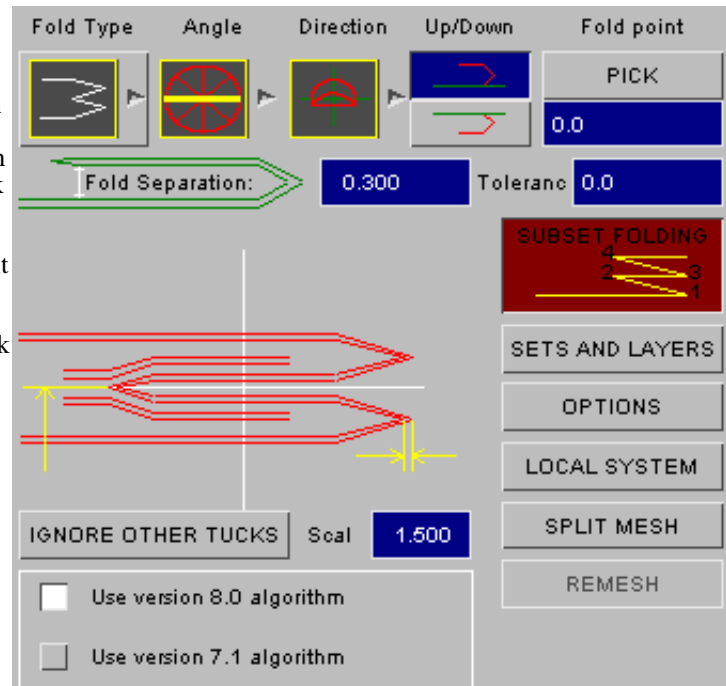 Fold Type Angle Direction Up/Down Fold point
PICK
0.0
Fold Separation: 0.300 Toleranc 0.0
SUBSET FOLDING
4
2 3
1
SETS AND LAYERS
OPTIONS
LOCAL SYSTEM
IGNORE OTHER TUCKS Scal 1.500 SPLIT MESH
REMESH
Use version 8.0 algorithm
Use version 7.1 algorithm